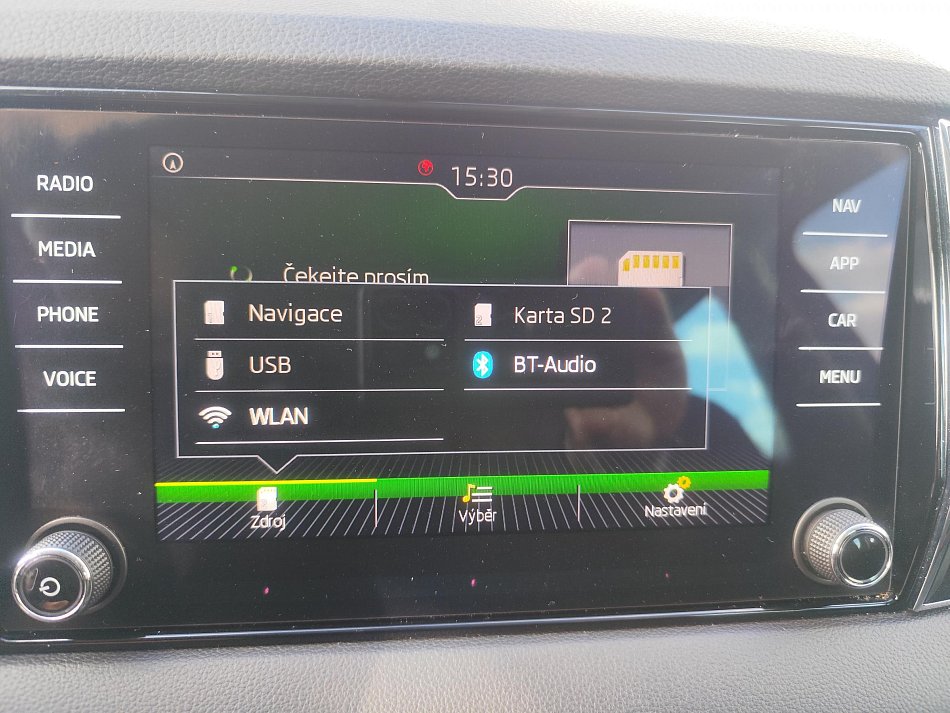 15:30
RADIO
MEDIA
PHONE
VOICE
NAV
APP
CAR
MENU
Čekejte prosím
Navigace
Karta SD 2
USB
BT-Audio
WLAN
Zdroj
Výběr
Nastavení